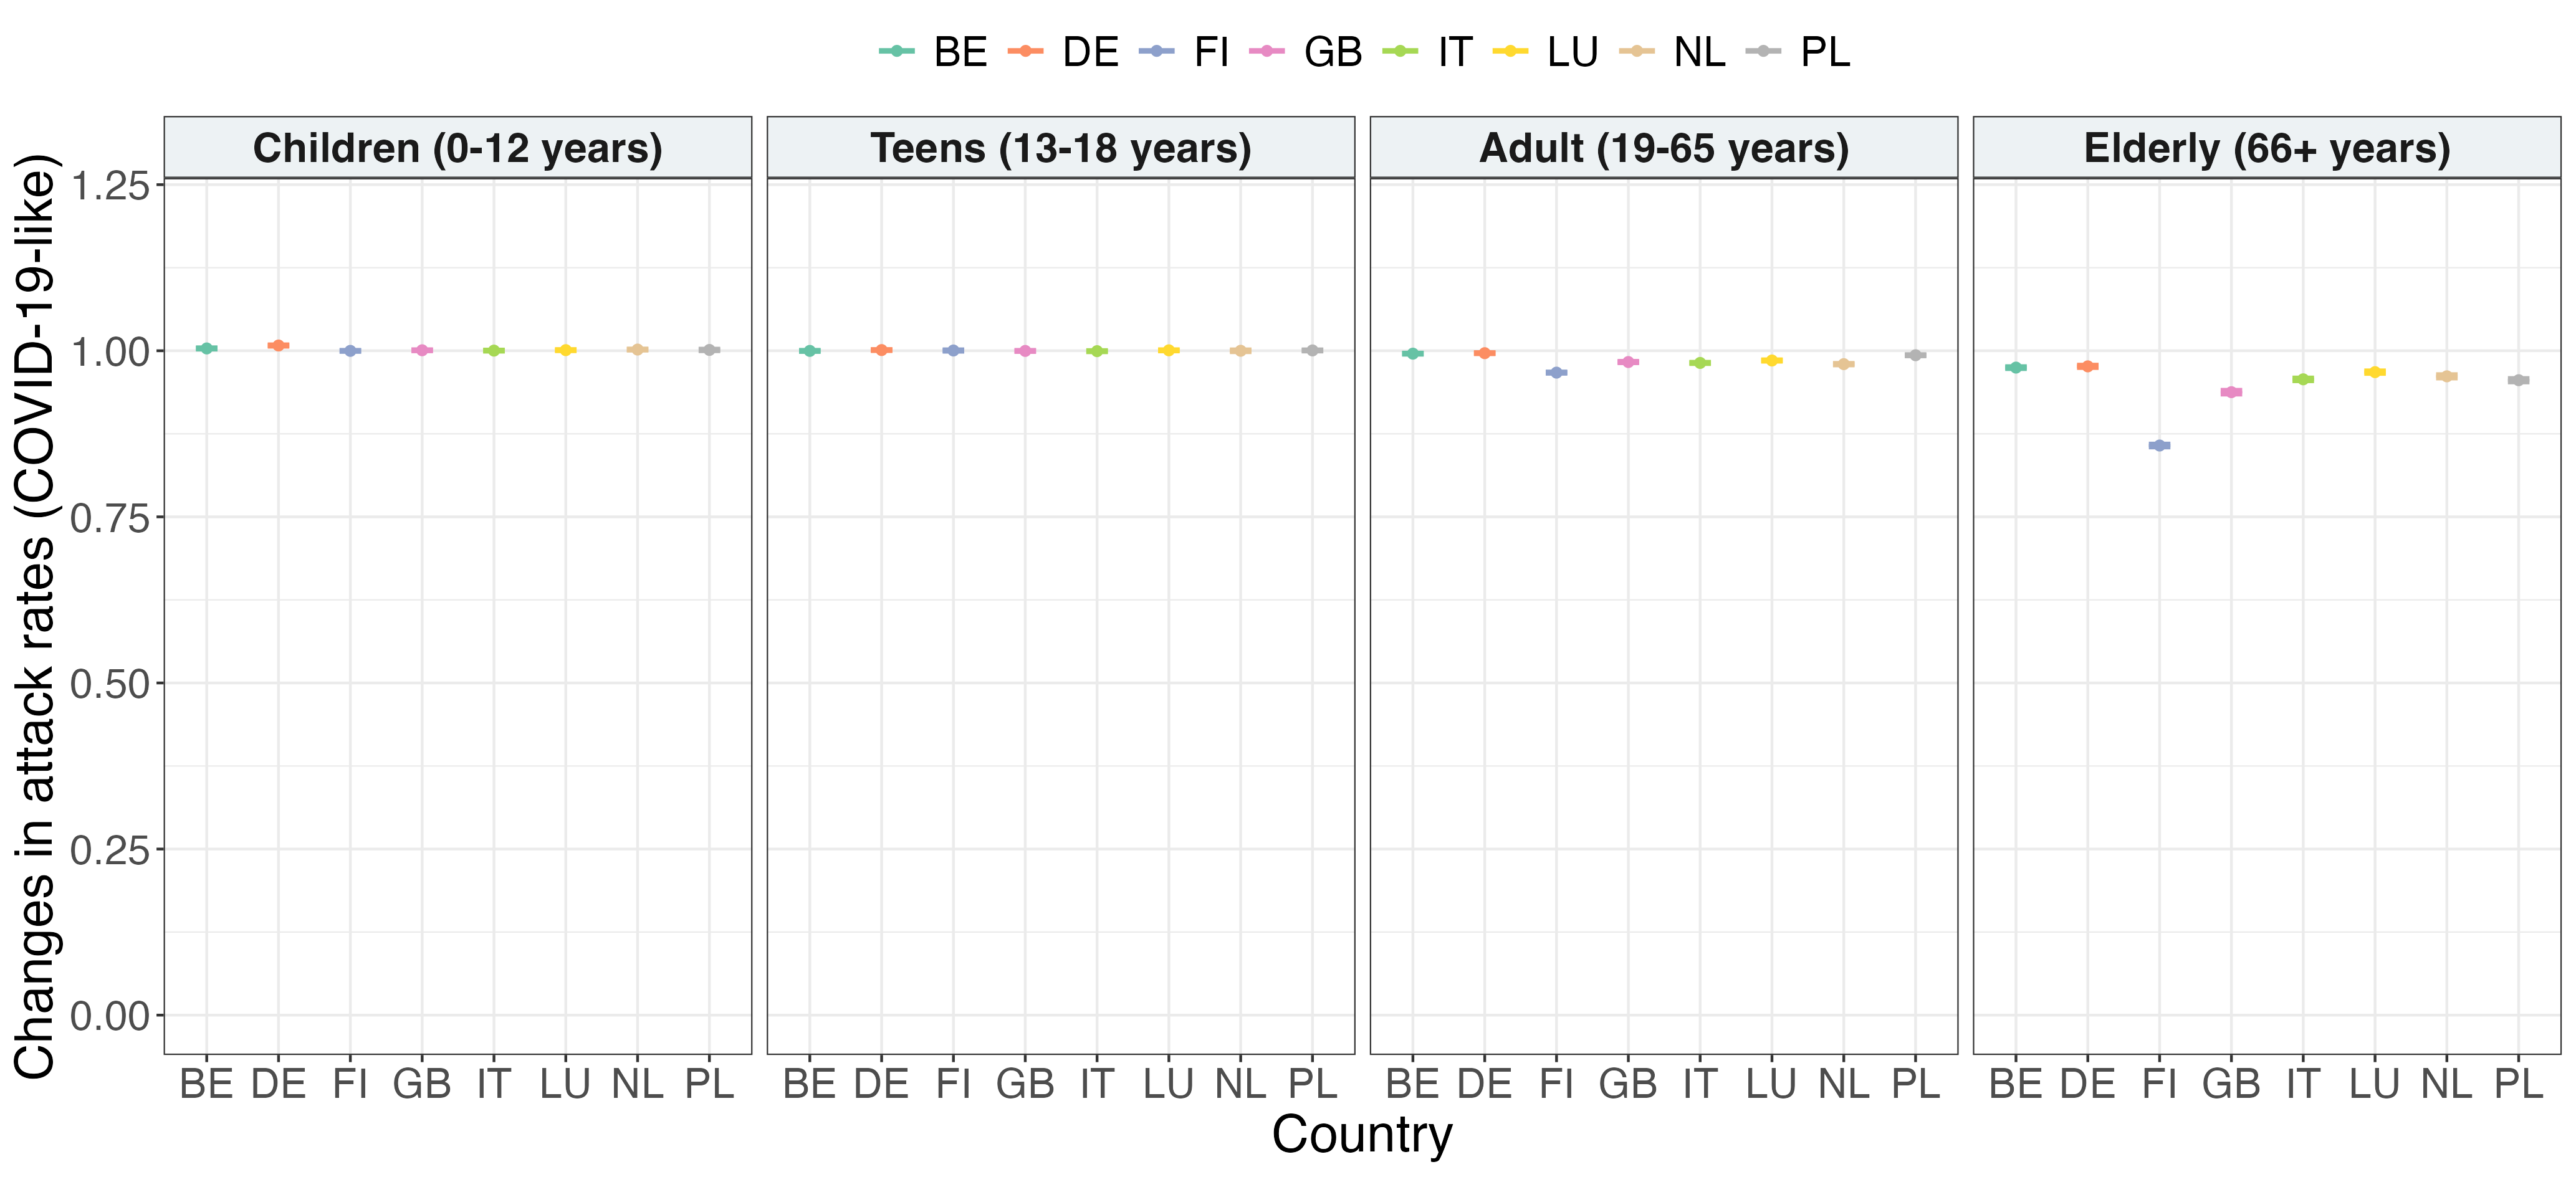 BE DE FI GB IT LU NL PL
Children (0-12 years) Teens (13-18 years) Adult (19-65 years) Elderly (66+ years)
Changes in attack rates (COVID-19-like)
1.25
1.00
0.75
0.50
0.25
0.00
BE DE FI GB IT LU NL PL BE DE FI GB IT LU NL PL BE DE FI GB IT LU NL PL BE DE FI GB IT LU NL PL
Country